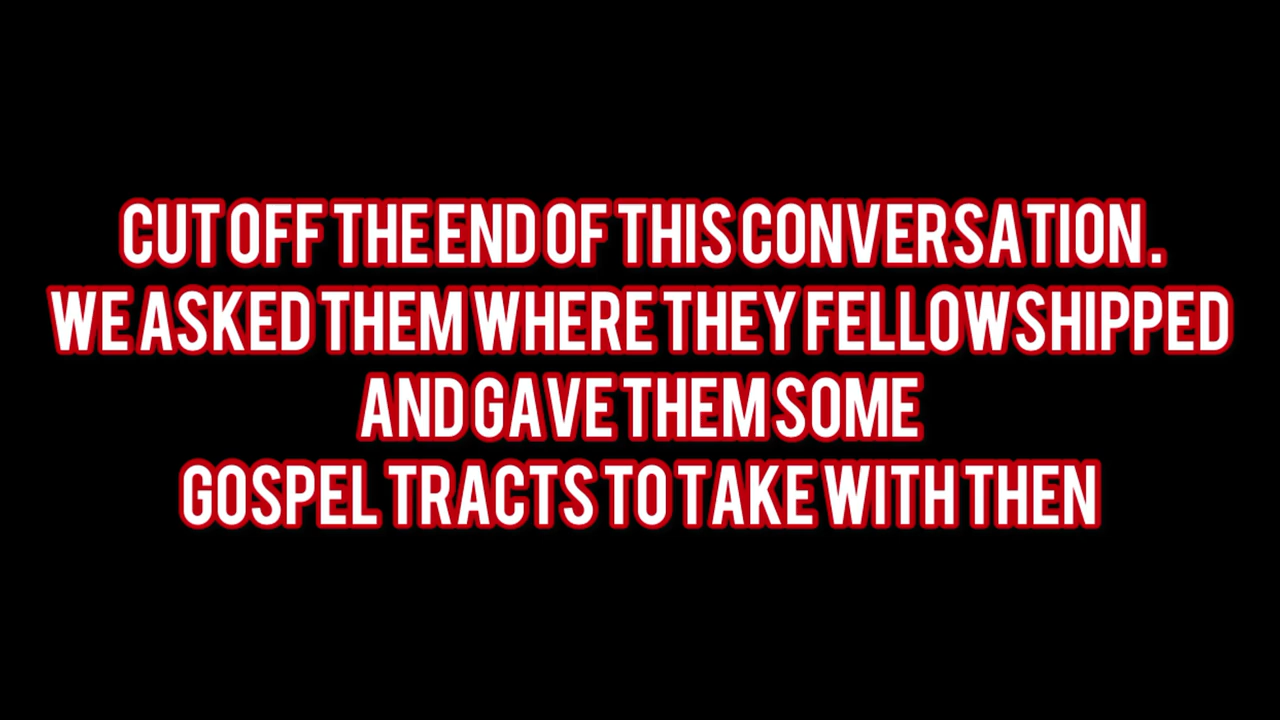 CUT OFF THE END OF THIS CONVERSATION.
WE ASKED THEM WHERE THEY FELLOWSHIPPED
AND GAVE THEM SOME
GOSPEL TRACTS TO TAKE WITH THEN